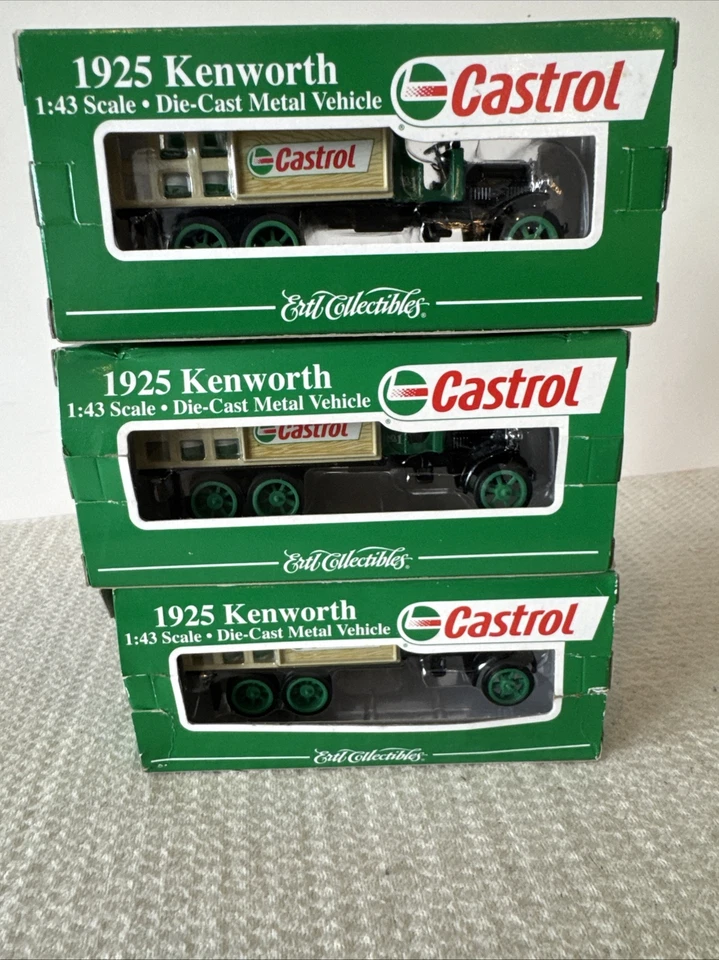 1925 Kenworth
1:43 Scale • Die-Cast Metal Vehicle
Castrol®
Castrol
Ertl Collectibles®
1925 Kenworth
1:43 Scale • Die-Cast Metal Vehicle
Castrol®
Castrol
Ertl Collectibles®
1925 Kenworth
1:43 Scale • Die-Cast Metal Vehicle
Castrol®
Ertl Collectibles®